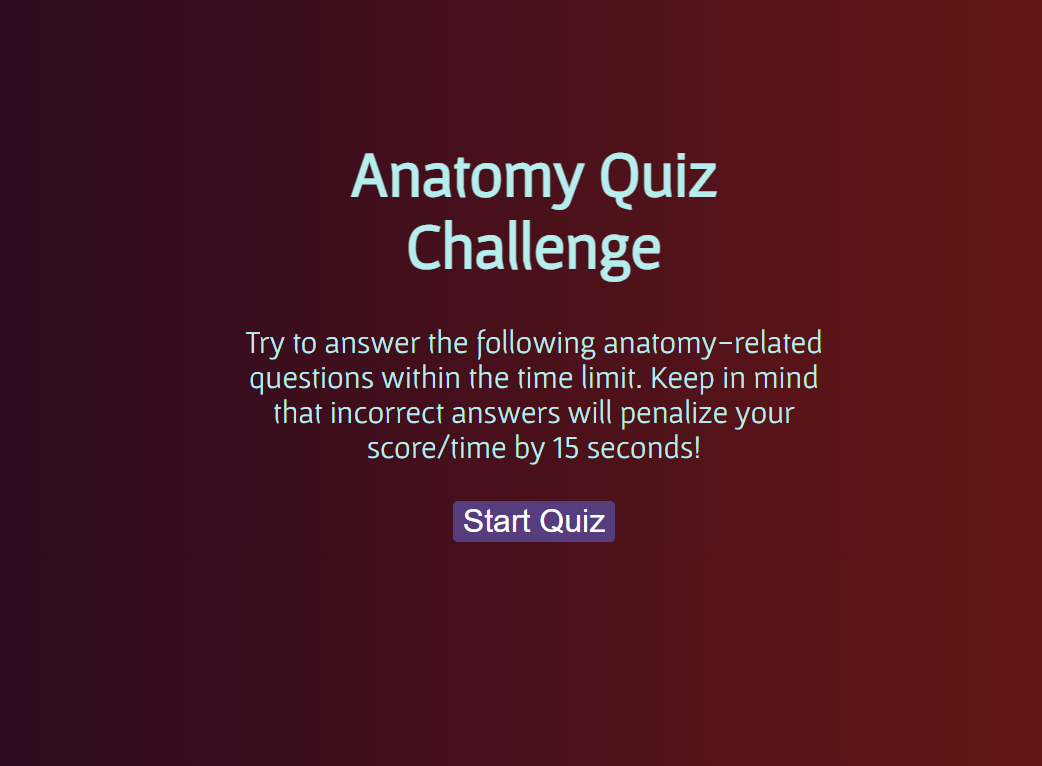 Anatomy Quiz
Challenge
Try to answer the following anatomy-related
questions within the time limit. Keep in mind
that incorrect answers will penalize your
score/time by 15 seconds!
Start Quiz